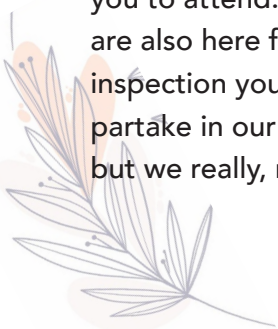 you to attend.
are also here f
inspection you
partake in our
but we really,